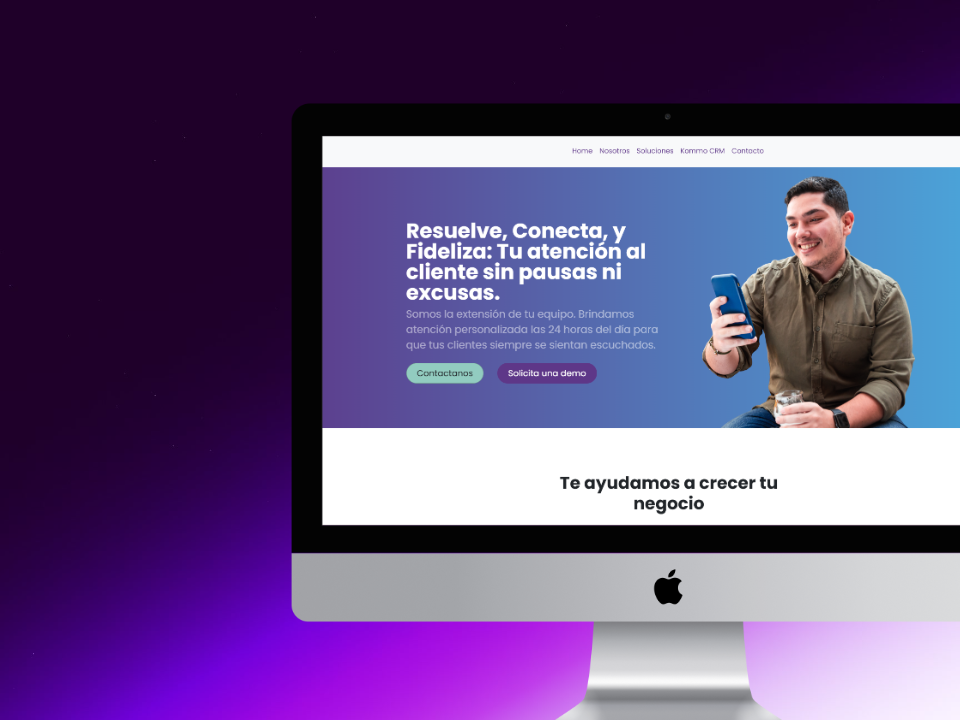 Home Nosotros Soluciones Kommo CRM Contacto
Resuelve, Conecta, y
Fideliza: Tu atención al
cliente sin pausas ni
excusas.
Somos la extensión de tu equipo. Brindamos
atención personalizada las 24 horas del día para
que tus clientes siempre se sientan escuchados.
Contactanos Solicita una demo
Te ayudamos a crecer tu
negocio